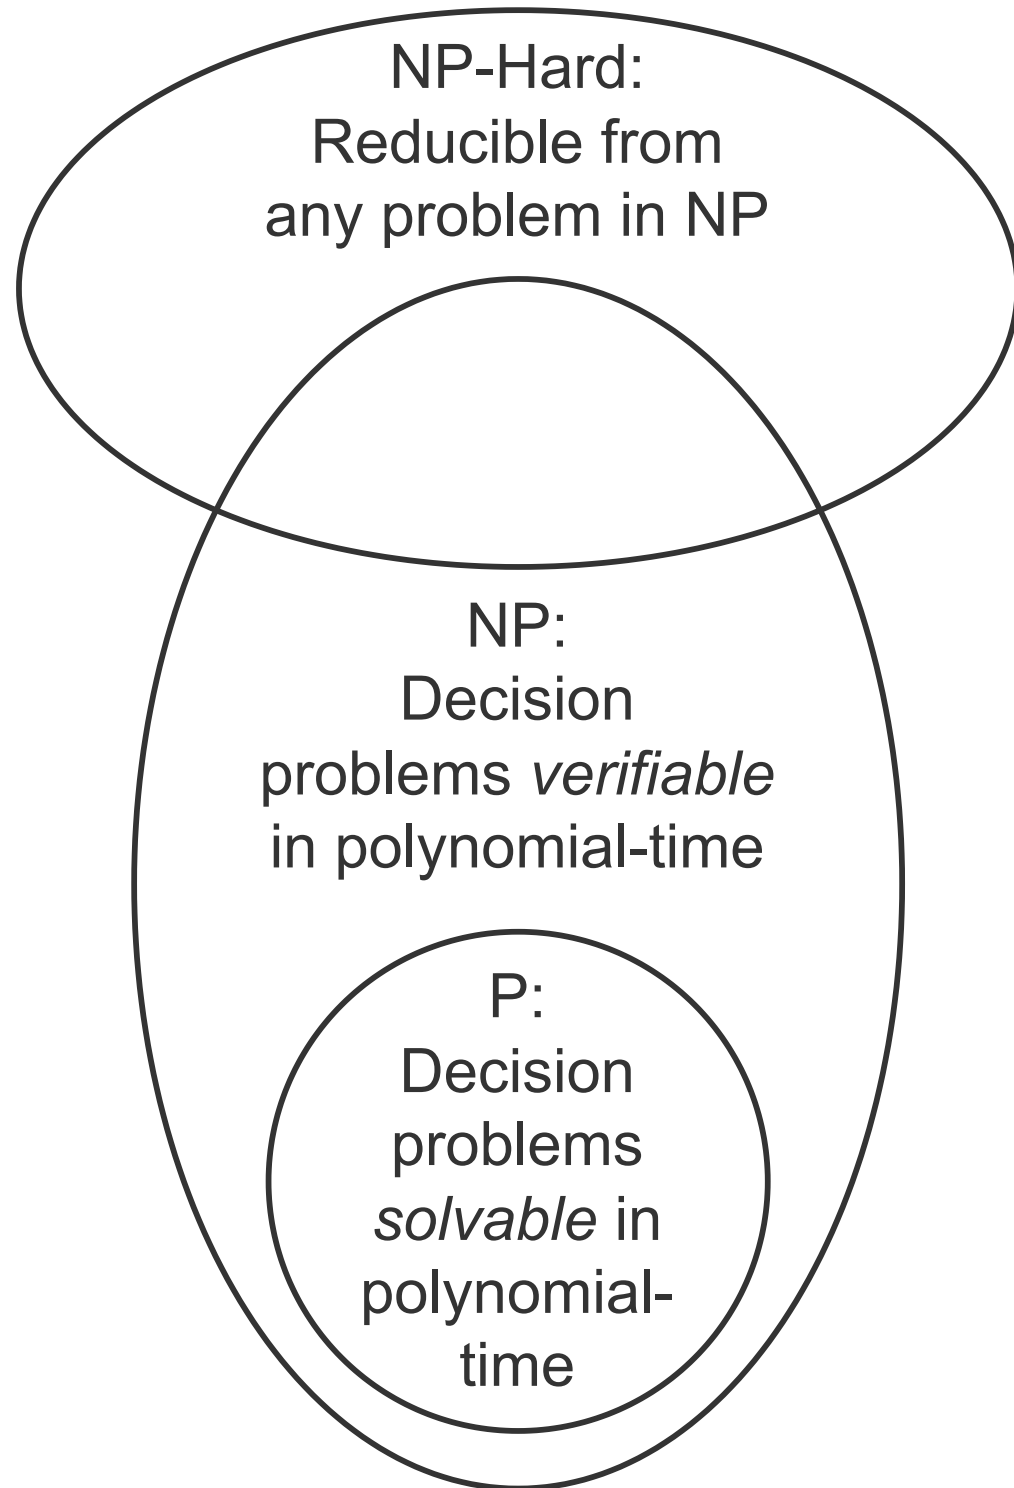 NP-Hard:
Reducible from
any problem in NP
NP:
Decision
problems verifiable
in polynomial-time
P:
Decision
problems
solvable in
polynomial-
time